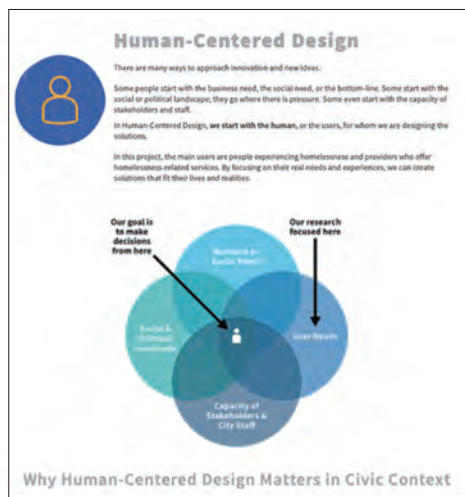 Human-Centered Design
There are many ways to approach innovation and new ideas.
Some people start with the business need, the social need, or the bottom-line. Some start with the
social or political landscape; they go where there is pressure. Some even start with the capacity of
stakeholders and staff.
In Human-Centered Design, we start with the human, or the users, for whom we are designing the
solutions.
In this project, the main users are people experiencing homelessness and providers who offer
homelessness-related services. By focusing on their real needs and experiences, we can create
solutions that fit their lives and realities.
Our goal is
to make
decisions
from here
Our research
focused here
Social &
Political
User Needs
Capacity of
Stakeholders &
City Staff
Why Human-Centered Design Matters in Civic Context